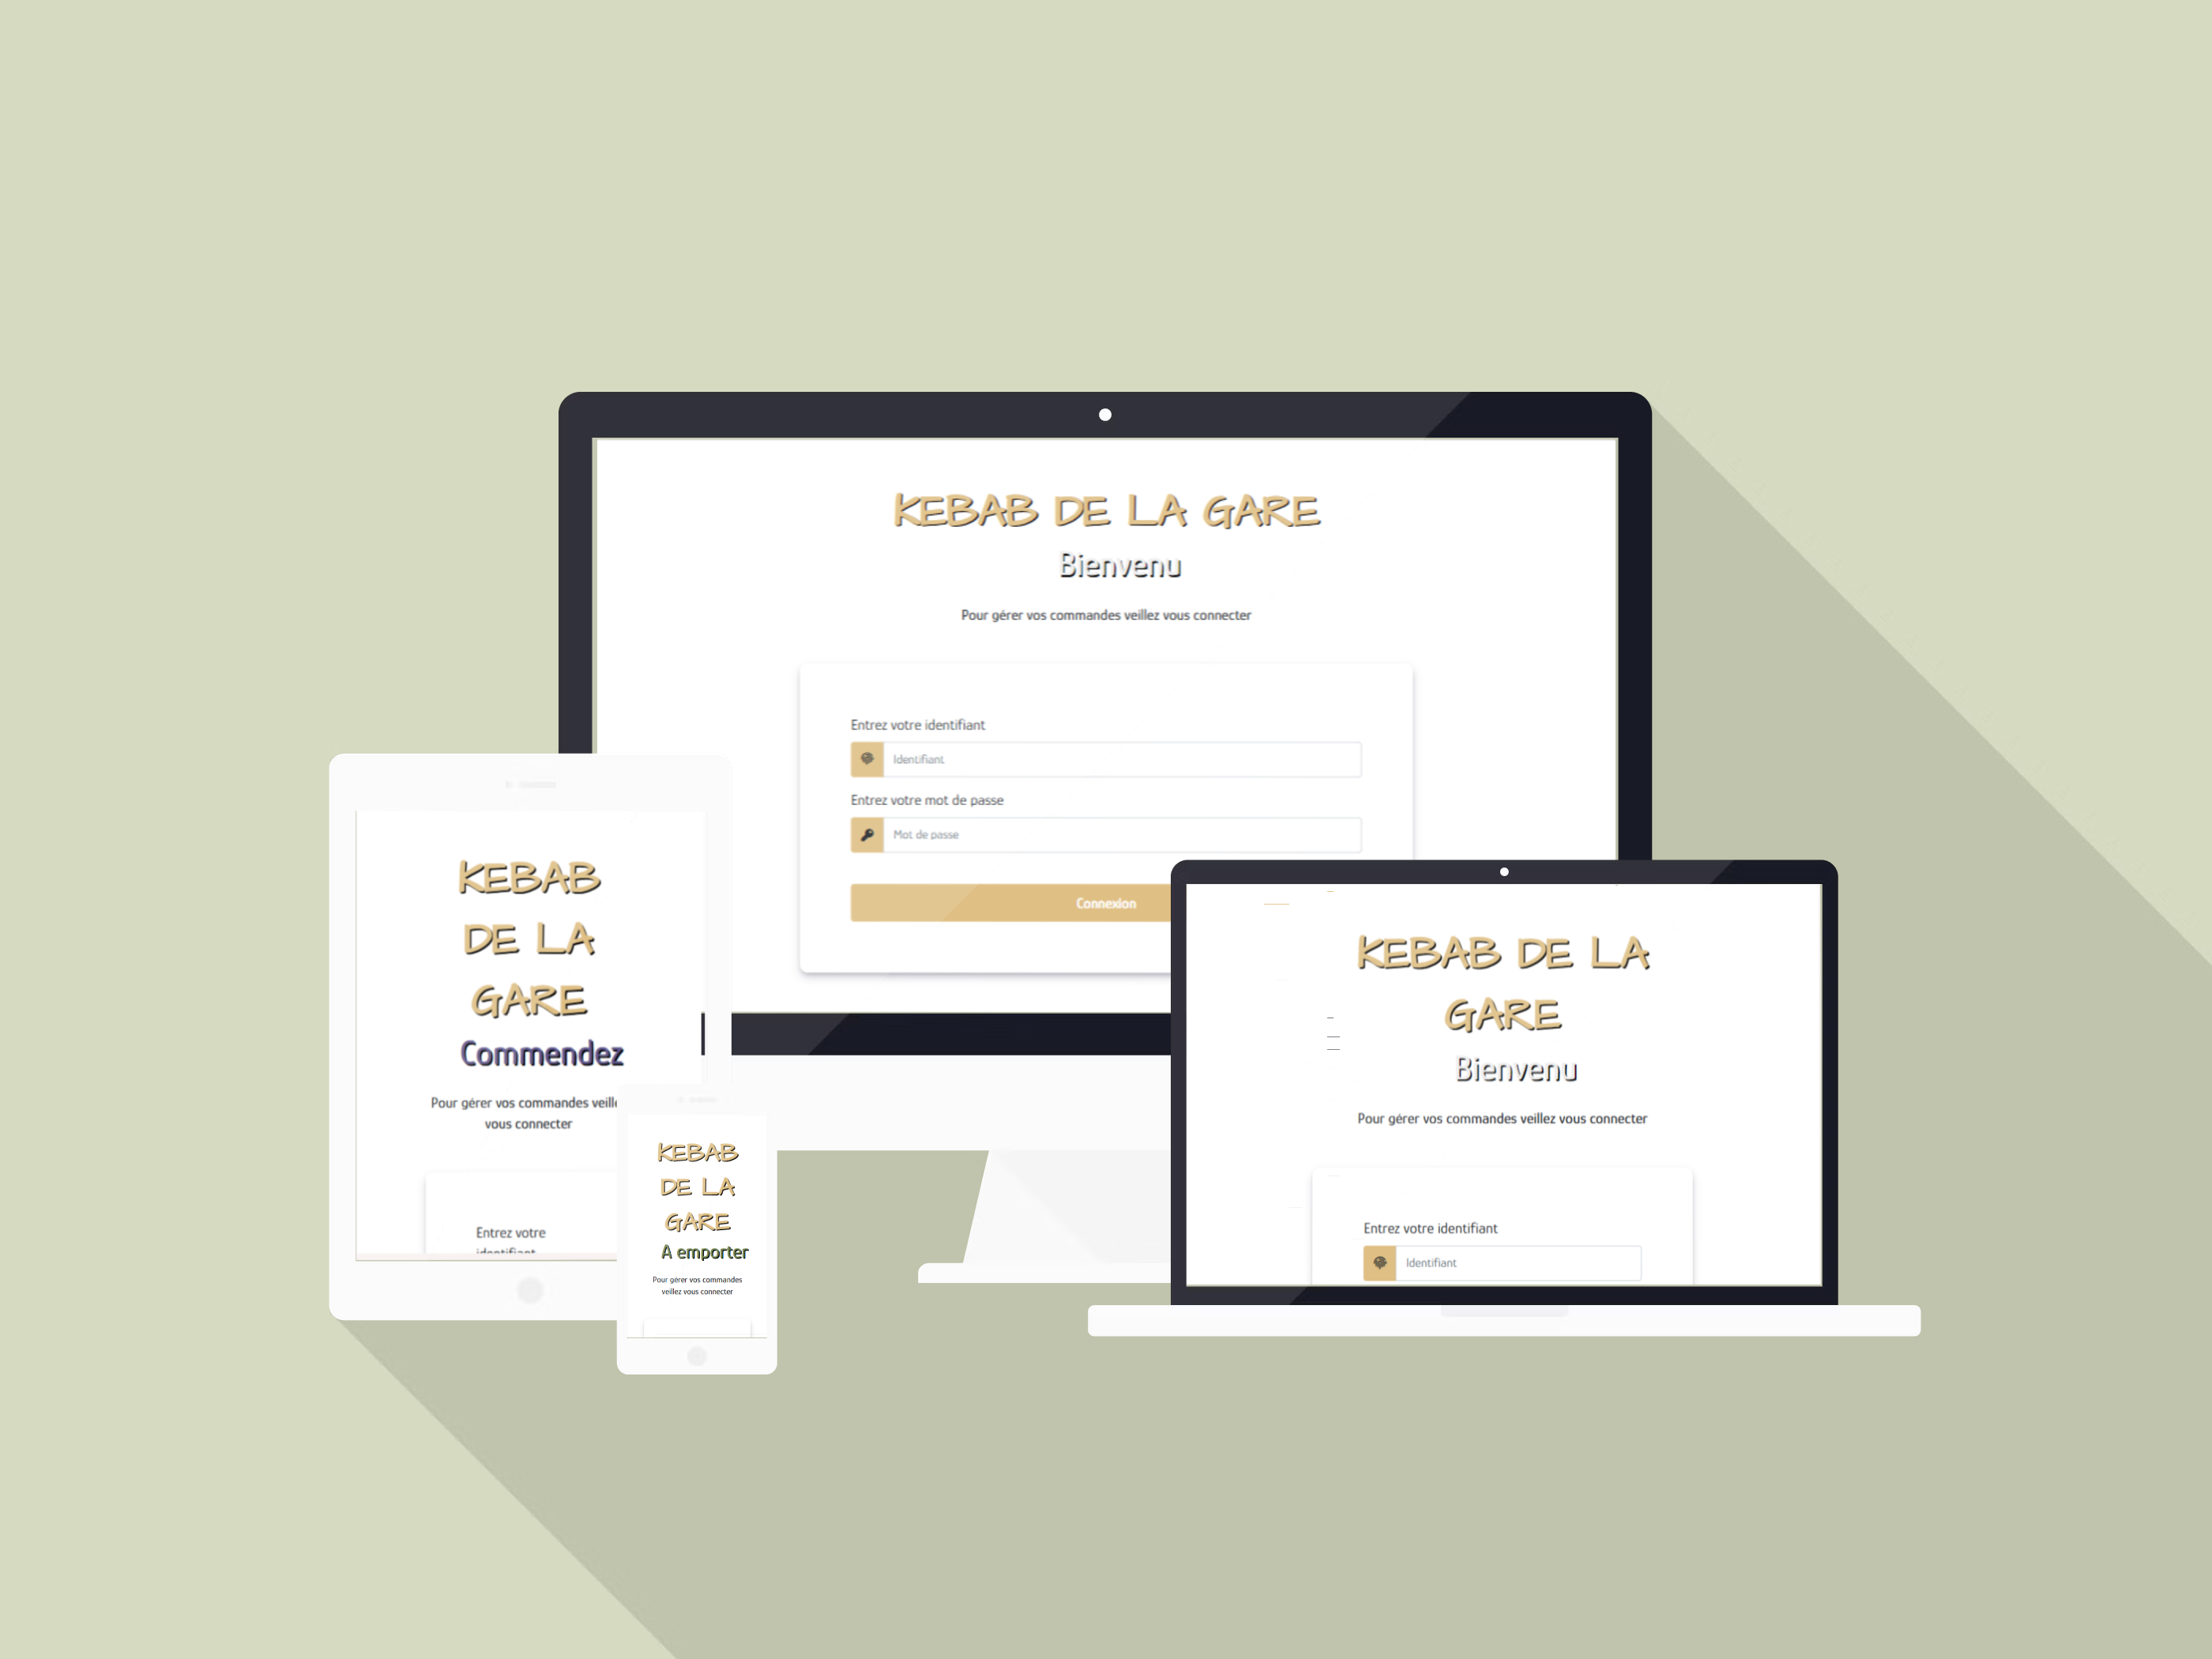 KEBAB DE LA GARE
Bienvenu
Pour gérer vos commandes veillez vous connecter
Entrez votre identifiant
Identifiant
Entrez votre mot de passe
Mot de passe
Connexion
KEBAB
DE LA
GARE
Commendez
Pour gérer vos commandes veille
vous connecter
Entrez votre
identifiant
KEBAB
DE LA
GARE
A emporter
Pour gérer vos commandes
veillez vous connecter
KEBAB DE LA
GARE
Bienvenu
Pour gérer vos commandes veillez vous connecter
Entrez votre identifiant
Identifiant